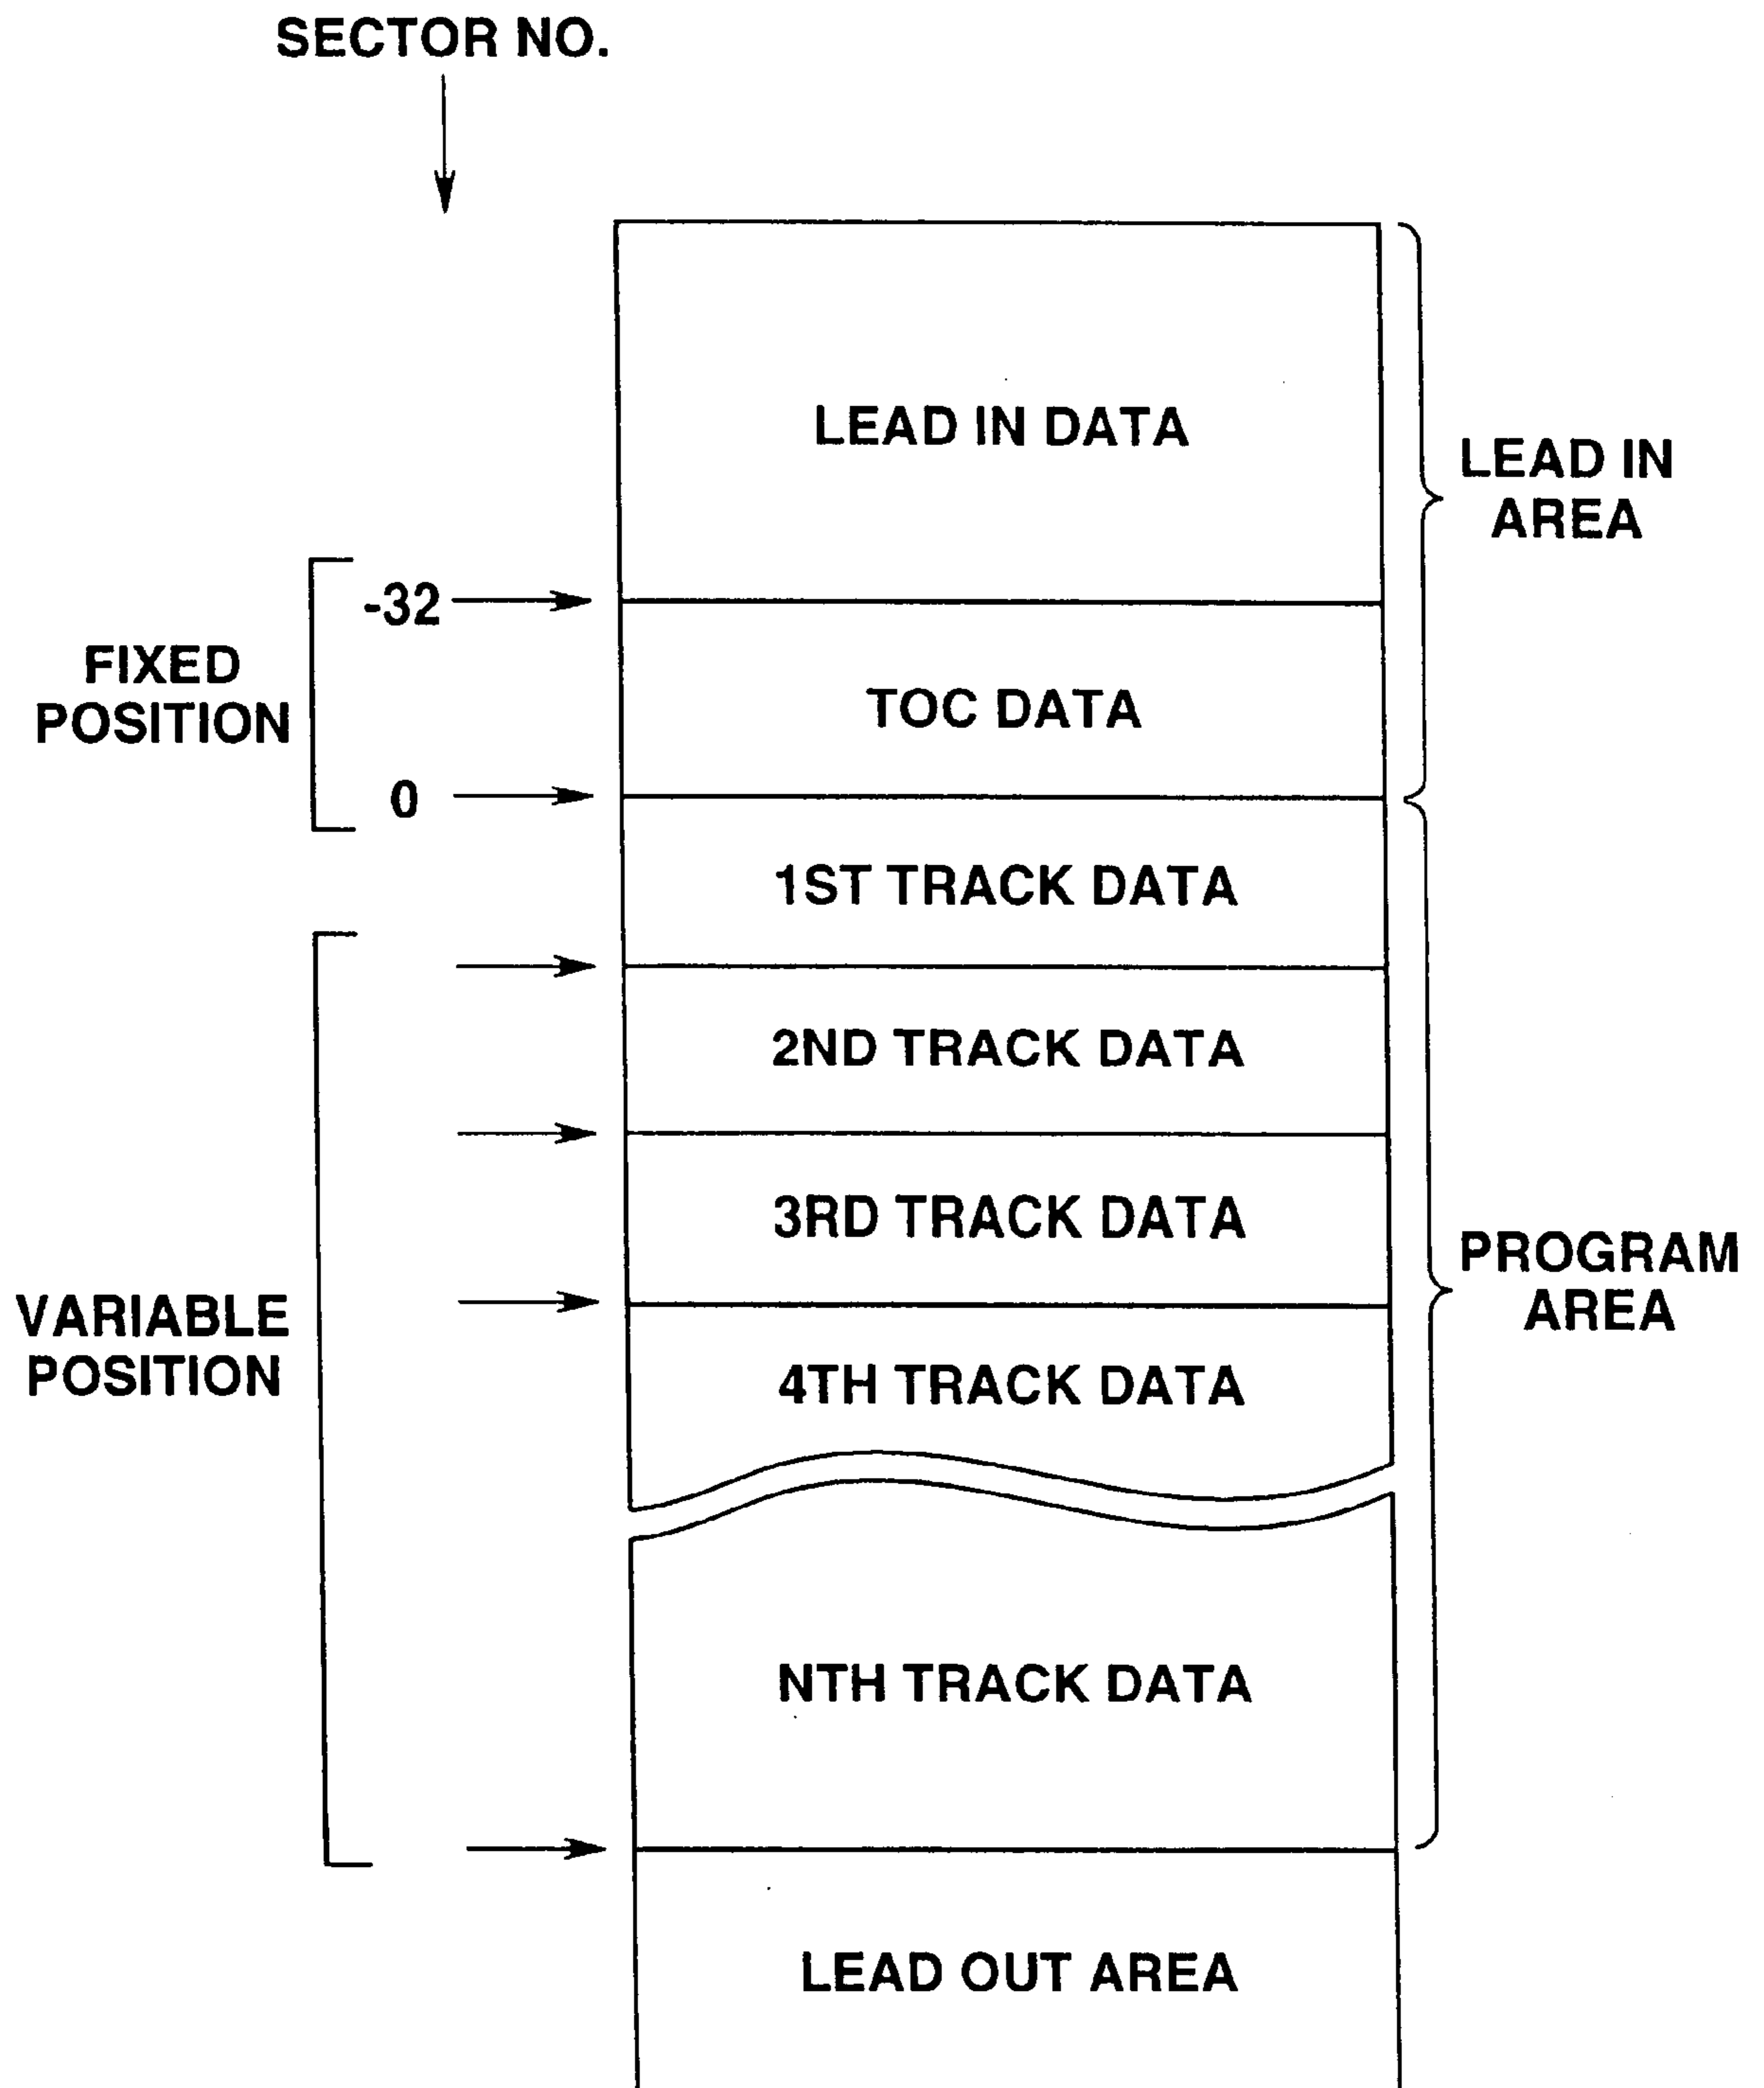 SECTOR NO.
LEAD IN DATA
LEAD IN
AREA
-32
FIXED
POSITION
TOC DATA
0
1ST TRACK DATA
2ND TRACK DATA
3RD TRACK DATA
PROGRAM
AREA
VARIABLE
POSITION
4TH TRACK DATA
NTH TRACK DATA
LEAD OUT AREA